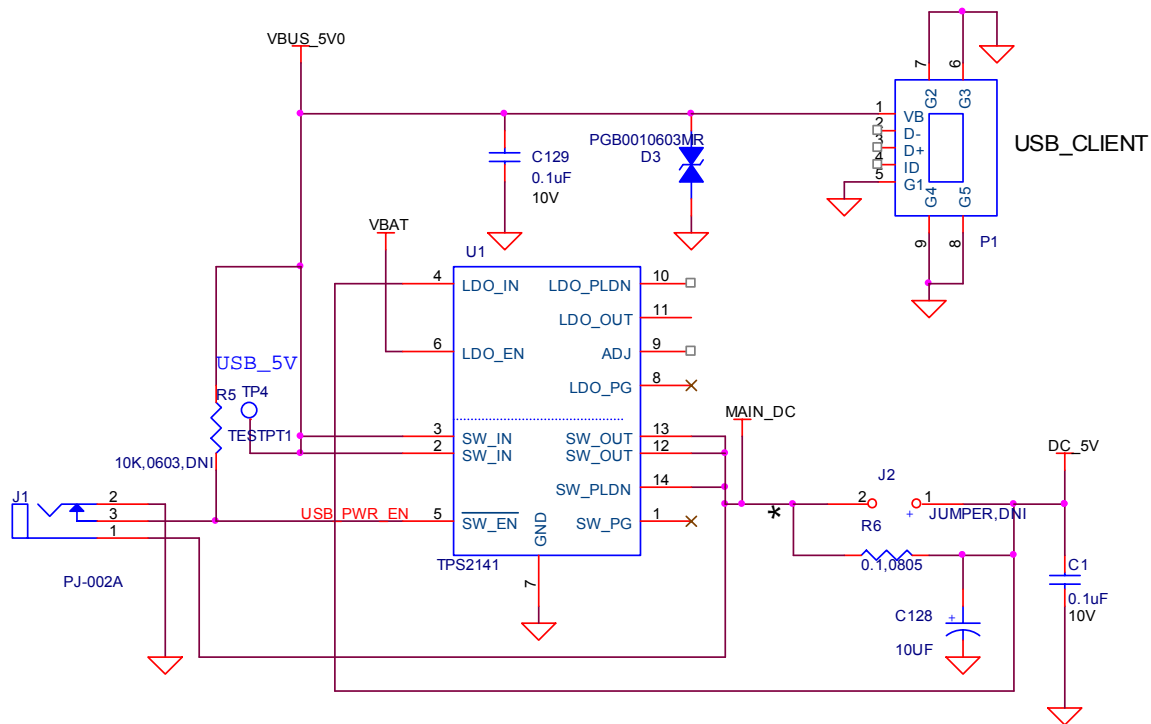 VBUS_5V0
7
6
G2
G3
1
VB
2
D-
3
D+
4
ID
5
G1
G4
G5
9
8
P1
USB_CLIENT
PGB0010603MR
D3
C129
0.1uF
10V
VBAT
U1
4
LDO_IN
LDO_PLDN
10
LDO_OUT
11
6
LDO_EN
ADJ
9
LDO_PG
8
USB_5V
R5
TP4
TESTPT1
10K,0603,DNI
3
SW_IN
2
SW_IN
SW_OUT
13
SW_OUT
12
SW_PLDN
14
USB_PWR_EN
5
SW_EN
GND
SW_PG
1
TPS2141
7
MAIN_DC
*
J2
2
1
+
JUMPER,DNI
R6
0.1,0805
DC_5V
C1
0.1uF
10V
+
C128
10UF
J1
2
3
1
PJ-002A